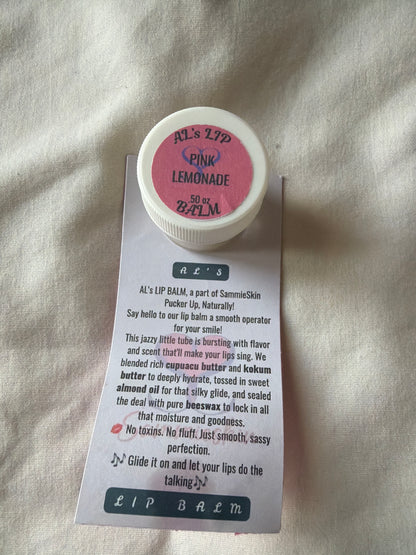 AL's LIP
PINK
LEMONADE
.50 oz
BALM
AL'S
AL's LIP BALM, a part of SammieSkin
Pucker Up, Naturally!
Say hello to our lip balm a smooth operator
for your smile!
This jazzy little tube is bursting with flavor
and scent that'll make your lips sing. We
blended rich cupuacu butter and kokum
butter to deeply hydrate, tossed in sweet
almond oil for that silky glide, and sealed
the deal with pure beeswax to lock in all
that moisture and goodness.
💋 No toxins. No fluff. Just smooth, sassy
perfection.
🎶 Glide it on and let your lips do the
talking🎶
LIP BALM